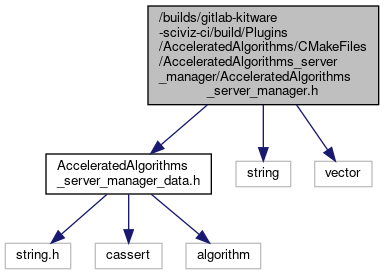 /builds/gitlab-kitware
-sciviz-ci/build/Plugins
/AcceleratedAlgorithms/CMakeFiles
/AcceleratedAlgorithms_server
_manager/AcceleratedAlgorithms
_server_manager.h
AcceleratedAlgorithms
_server_manager_data.h
string
vector
string.h
cassert
algorithm